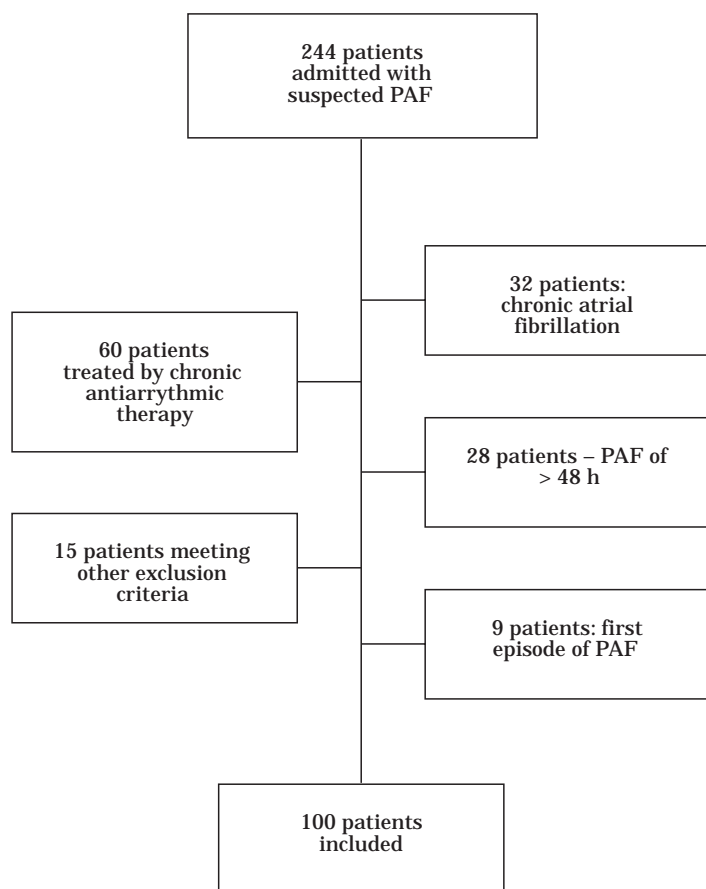 244 patients
admitted with
suspected PAF
32 patients:
chronic atrial
fibrillation
60 patients
treated by chronic
antiarrythmic
therapy
28 patients – PAF of
> 48 h
15 patients meeting
other exclusion
criteria
9 patients: first
episode of PAF
100 patients
included